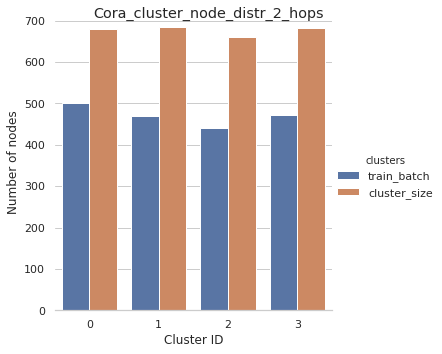 Cora_cluster_node_distr_2_hops
700
600
500
400
300
200
100
0
Number of nodes
0 1 2 3
Cluster ID
clusters
train_batch
cluster_size